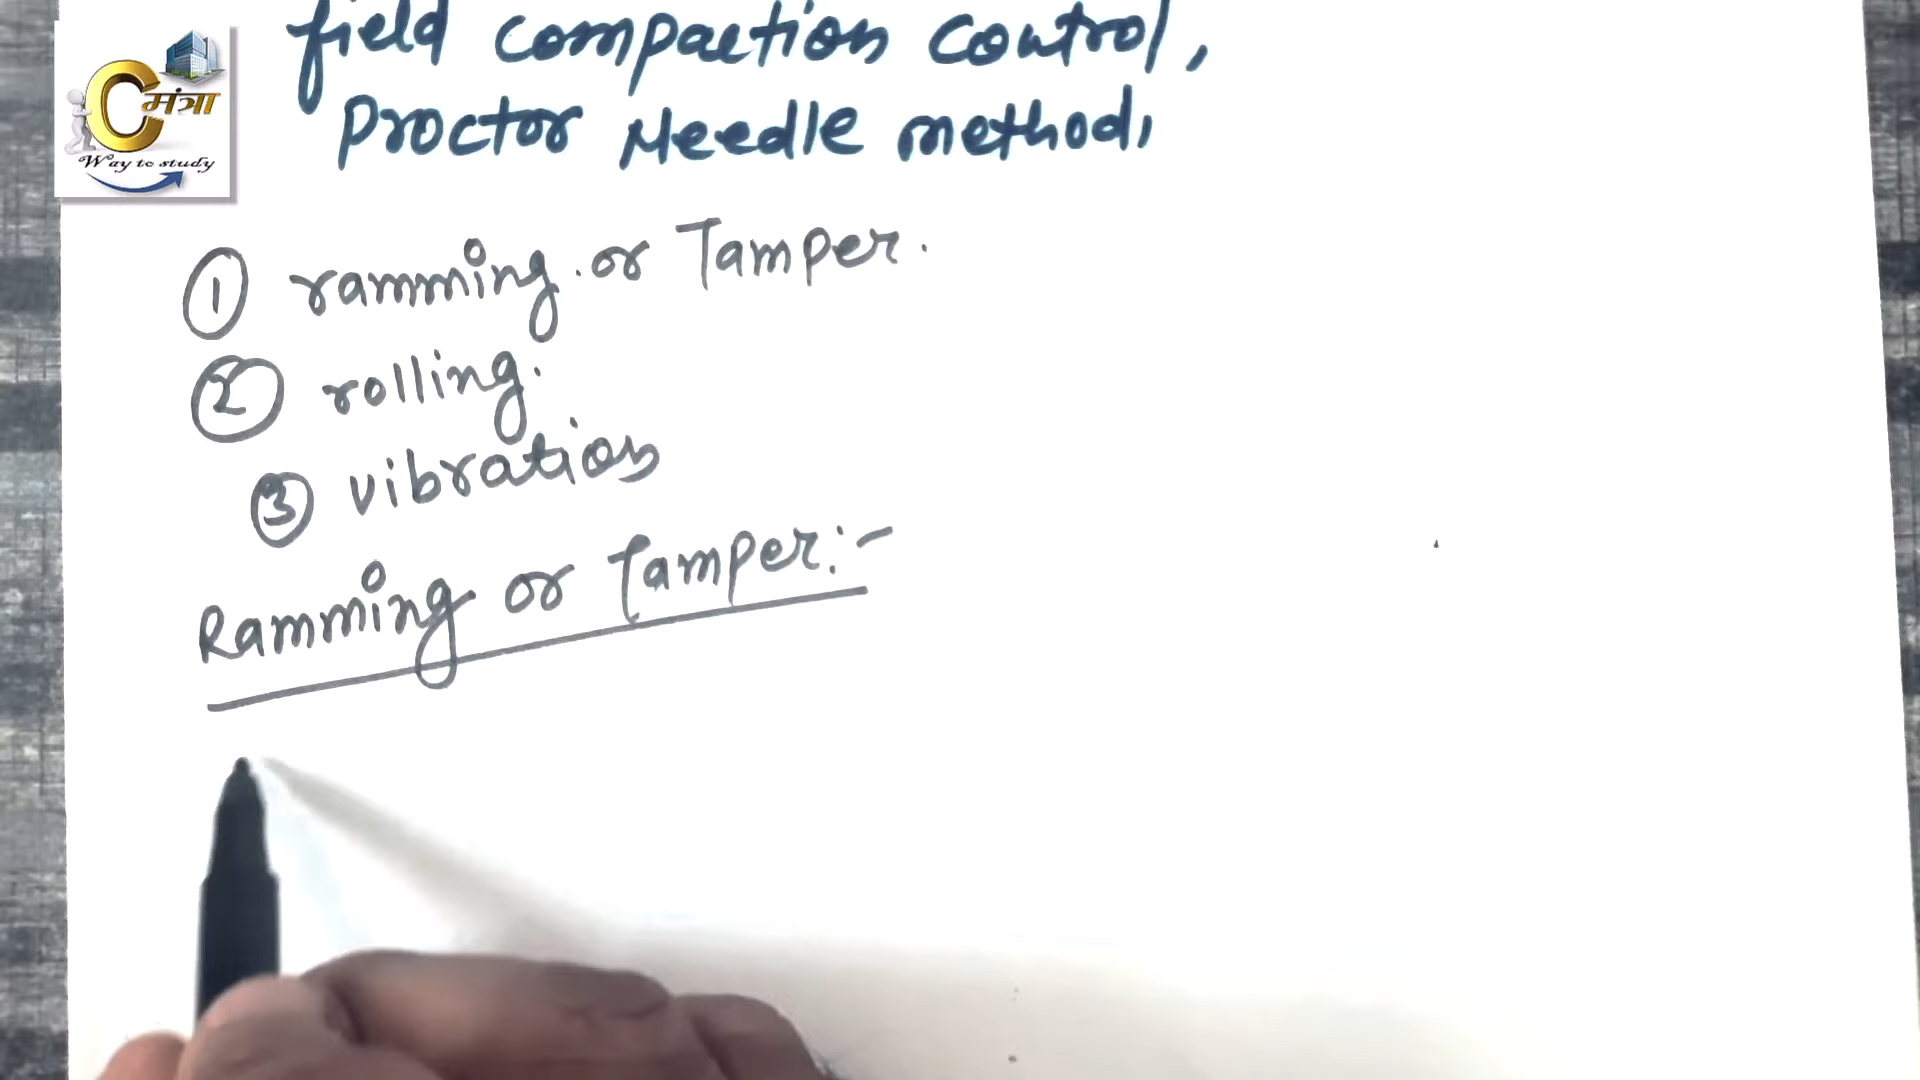 field compaction control,
Proctor Needle method,
C मंत्रा
Way to study
① ramming or Tamper.
② rolling.
③ vibration
Ramming or Tamper:-